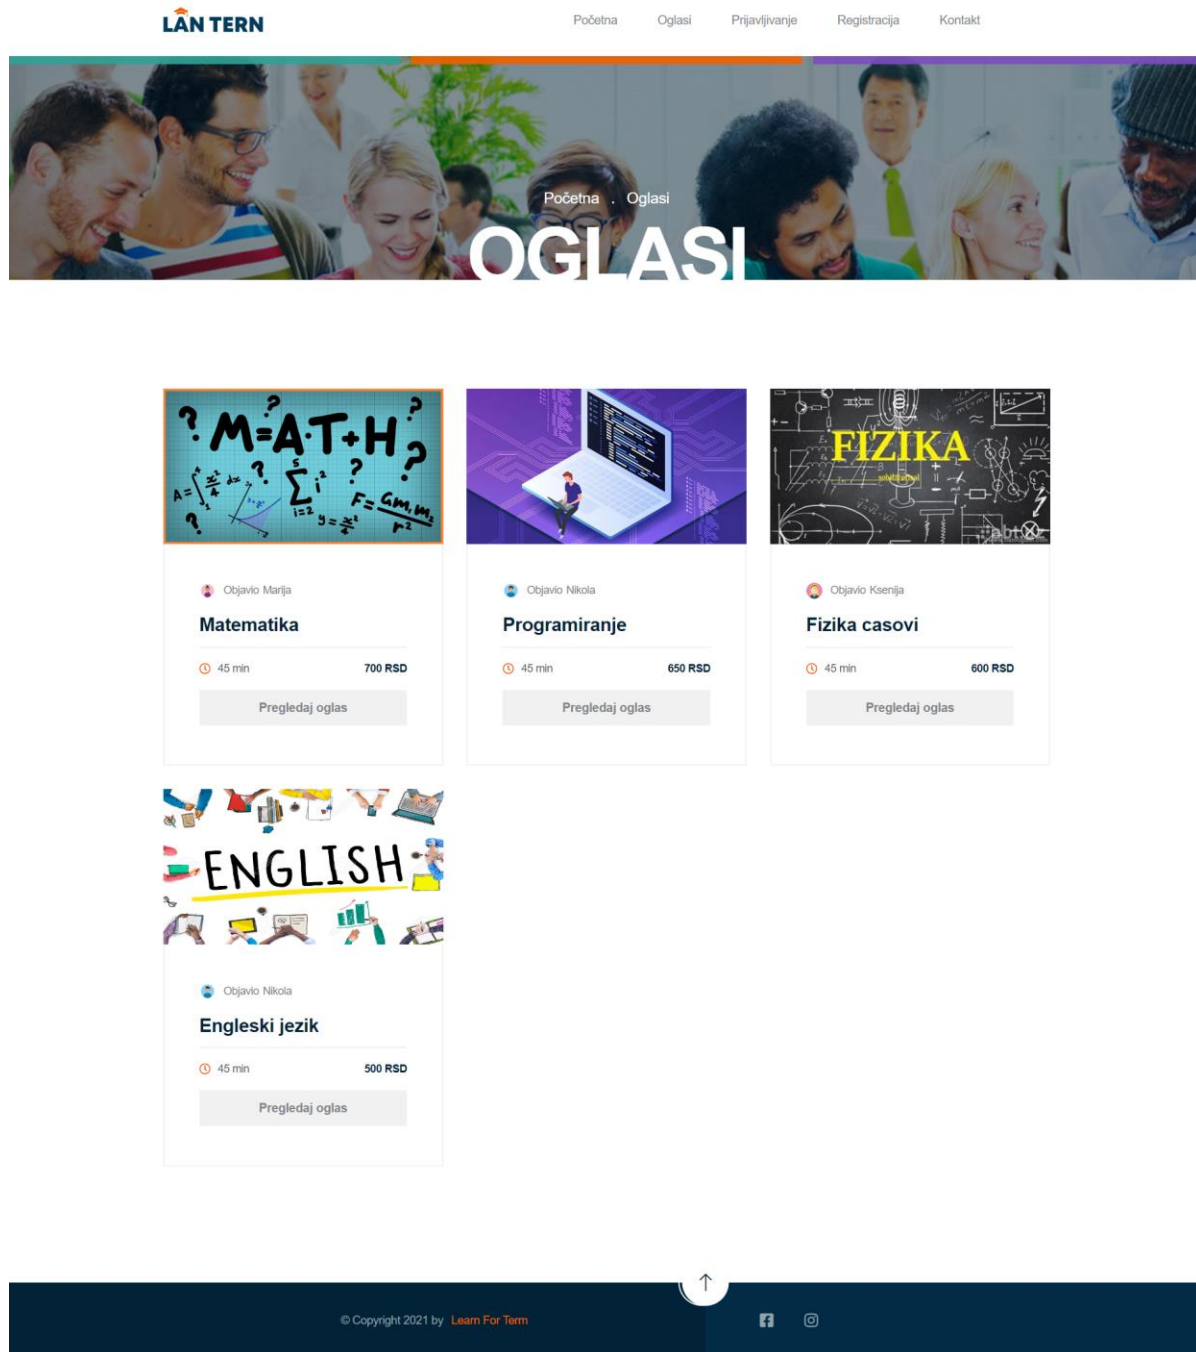 LAN TERN
Početna Oglasi Prijavljivanje Registracija Kontakt
Početna . Oglasi
OGLASI
M=A·T+H
FIZIKA
Objavio Marija
Matematika
45 min 700 RSD
Pregledaj oglas
Objavio Nikola
Programiranje
45 min 650 RSD
Pregledaj oglas
Objavio Ksenija
Fizika casovi
45 min 600 RSD
Pregledaj oglas
ENGLISH
Objavio Nikola
Engleski jezik
45 min 500 RSD
Pregledaj oglas
© Copyright 2021 by Learn For Term